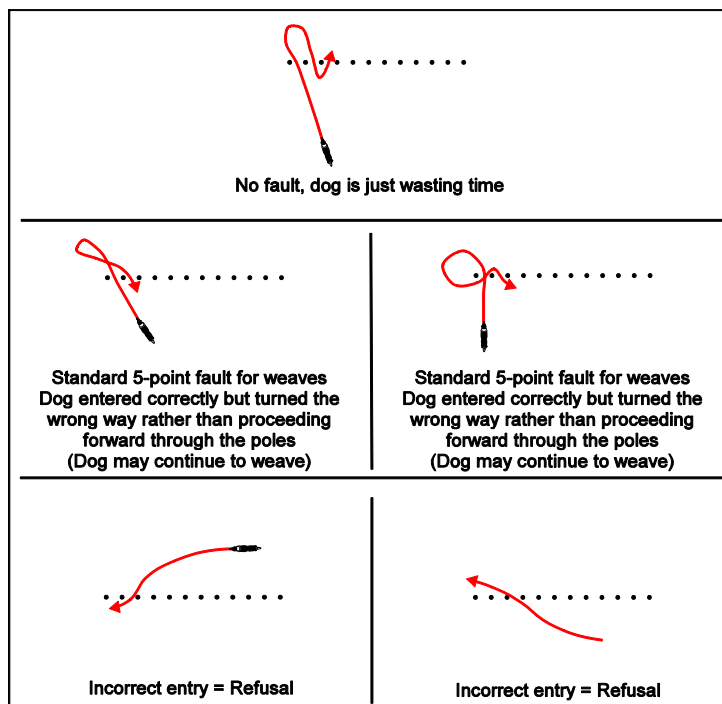 No fault, dog is just wasting time
Standard 5-point fault for weaves
Dog entered correctly but turned the
wrong way rather than proceeding
forward through the poles
(Dog may continue to weave)
Standard 5-point fault for weaves
Dog entered correctly but turned the
wrong way rather than proceeding
forward through the poles
(Dog may continue to weave)
Incorrect entry = Refusal
Incorrect entry = Refusal